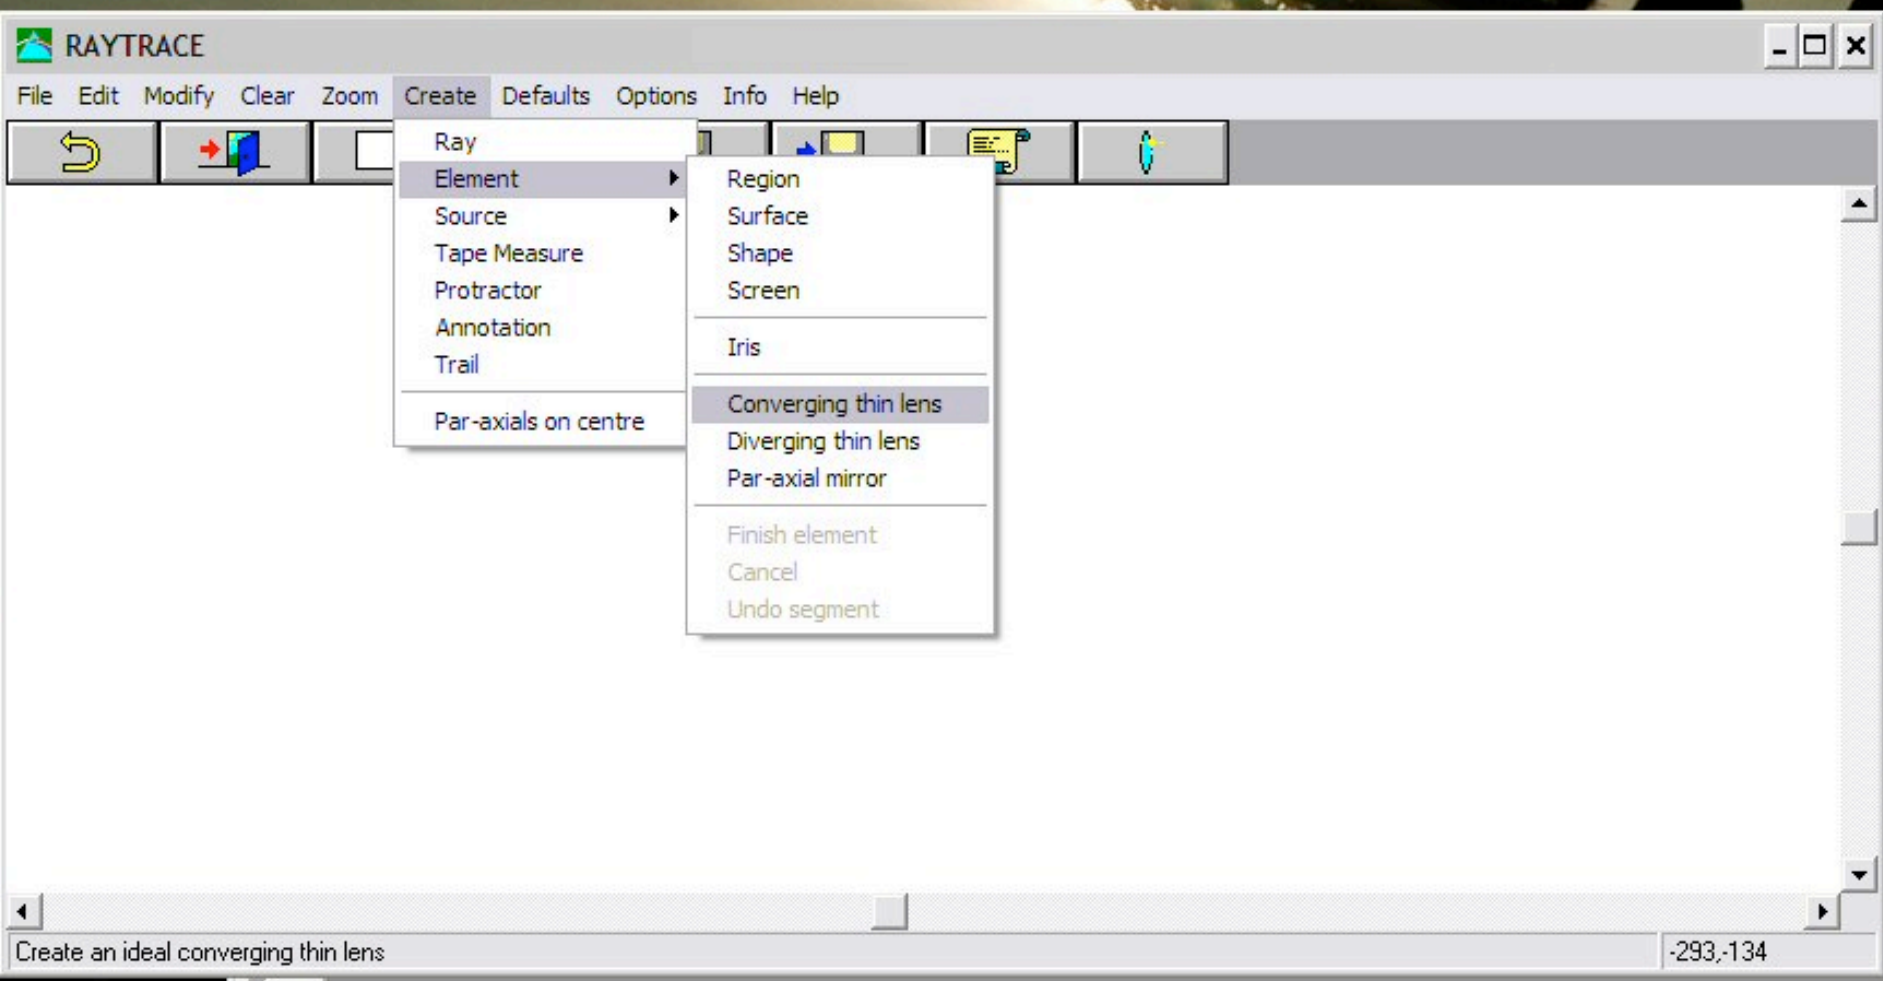 RAYTRACE
File Edit Modify Clear Zoom Create Defaults Options Info Help
Ray
Element
Source
Tape Measure
Protractor
Annotation
Trail
Par-axials on centre
Region
Surface
Shape
Screen
Iris
Converging thin lens
Diverging thin lens
Par-axial mirror
Finish element
Cancel
Undo segment
Create an ideal converging thin lens
-293,-134